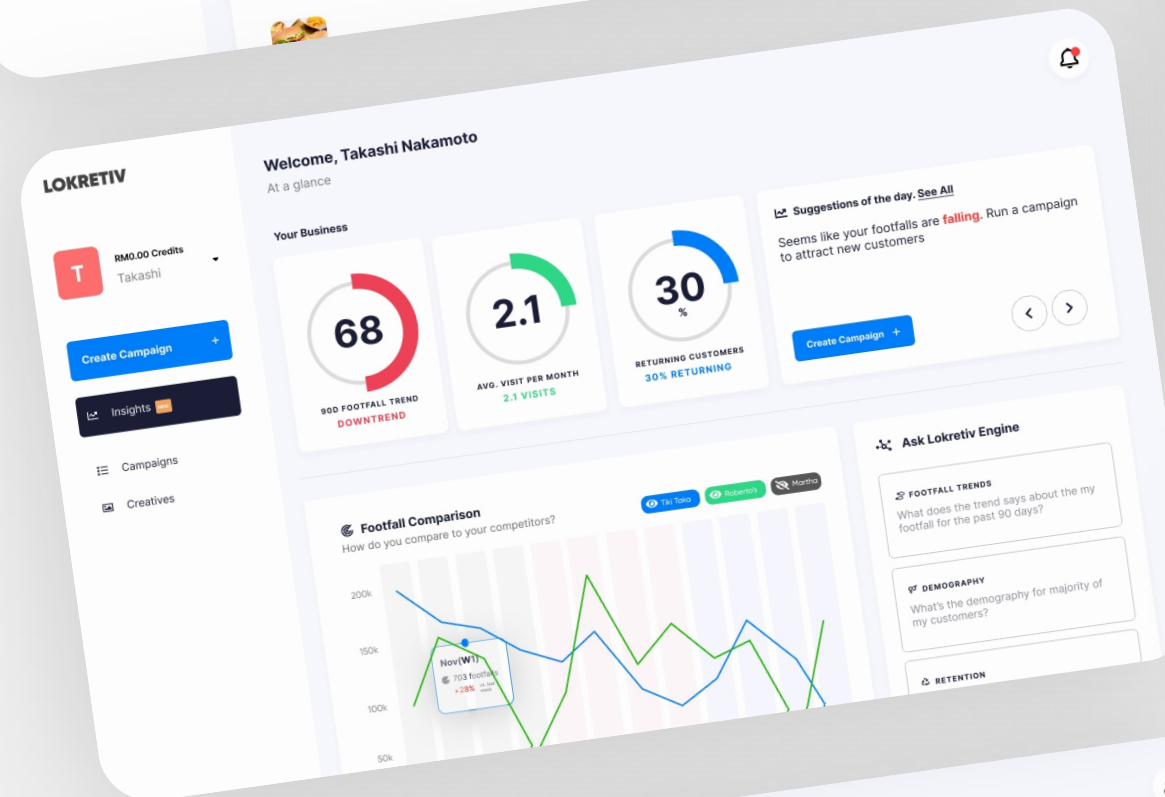 LOKRETIV
T
RM0.00 Credits
Takashi
Create Campaign +
Insights
Campaigns
Creatives
Welcome, Takashi Nakamoto
At a glance
Your Business
68
90D FOOTFALL TREND
DOWNTREND
2.1
AVG. VISIT PER MONTH
2.1 VISITS
30
%
RETURNING CUSTOMERS
30% RETURNING
Suggestions of the day. See All
Seems like your footfalls are falling. Run a campaign
to attract new customers
Create Campaign +
Footfall Comparison
How do you compare to your competitors?
Tiki Taka
Roberto's
Martha
200k
150k
100k
50k
Nov(W1)
703 footfalls
+28%
Ask Lokretiv Engine
FOOTFALL TRENDS
What does the trend says about the my
footfall for the past 90 days?
DEMOGRAPHY
What's the demography for majority of
my customers?
RETENTION